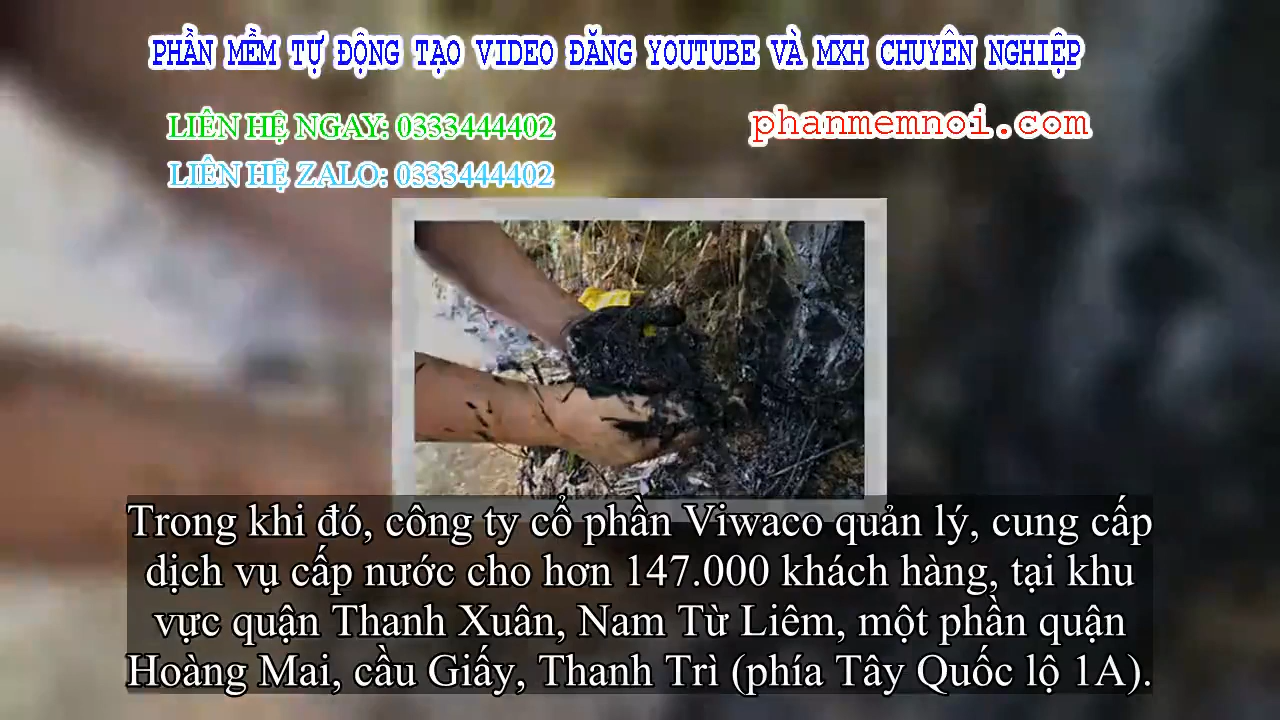 PHẦN MỀM TỰ ĐỘNG TẠO VIDEO ĐĂNG YOUTUBE VÀ MXH CHUYÊN NGHIỆP
LIÊN HỆ NGAY: 0333444402
phanmemnoi.com
LIÊN HỆ ZALO: 0333444402
Trong khi đó, công ty cổ phần Viwaco quản lý, cung cấp
dịch vụ cấp nước cho hơn 147.000 khách hàng, tại khu
vực quận Thanh Xuân, Nam Từ Liêm, một phần quận
Hoàng Mai, cầu Giấy, Thanh Trì (phía Tây Quốc lộ 1A).